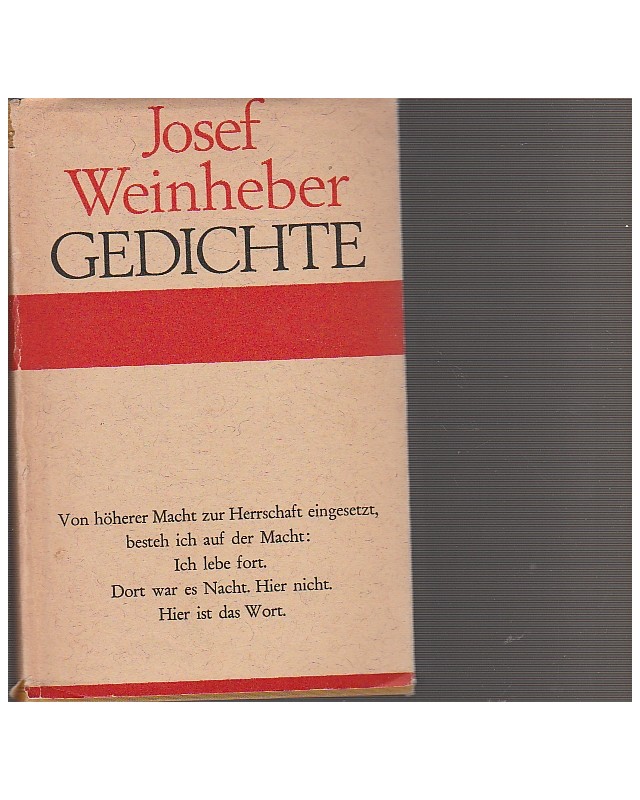 Josef
Weinheber
GEDICHTE
Von höherer Macht zur Herrschaft eingesetzt,
besteh ich auf der Macht:
Ich lebe fort.
Dort war es Nacht. Hier nicht.
Hier ist das Wort.